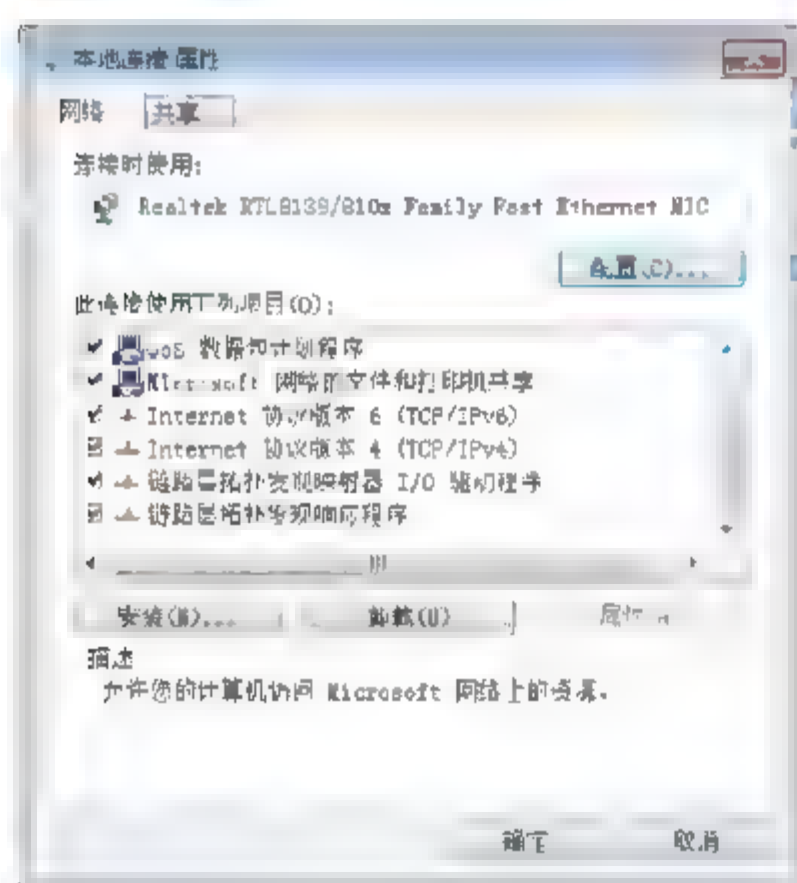 本地连接 属性
网络 共享
连接时使用:
Realtek RTL8139/810x Family Fast Ethernet NIC
配置(C)...
此连接使用下列项目(O):
QoS 数据包计划程序
Microsoft 网络的文件和打印机共享
Internet 协议版本 6 (TCP/IPv6)
Internet 协议版本 4 (TCP/IPv4)
链路层拓扑发现映射器 I/O 驱动程序
链路层拓扑发现响应程序
安装(N)... 卸载(U) 属性
描述
允许您的计算机访问 Microsoft 网络上的资源。
确定 取消